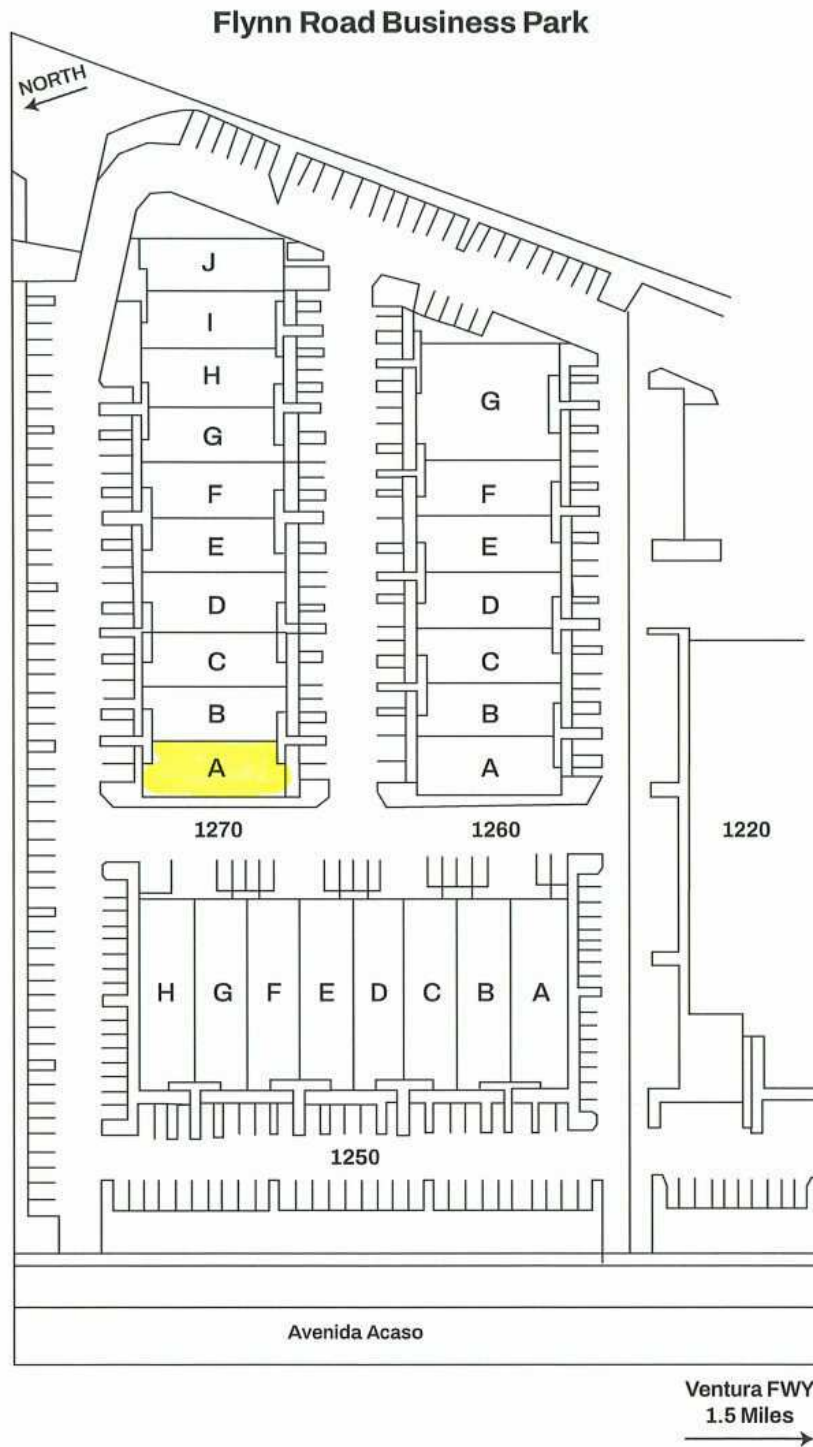 Flynn Road Business Park
NORTH
J
I
H
G
F
E
D
C
B
A
1270
G
F
E
D
C
B
A
1260
1220
H G F E D C B A
1250
Avenida Acaso
Ventura FWY
1.5 Miles